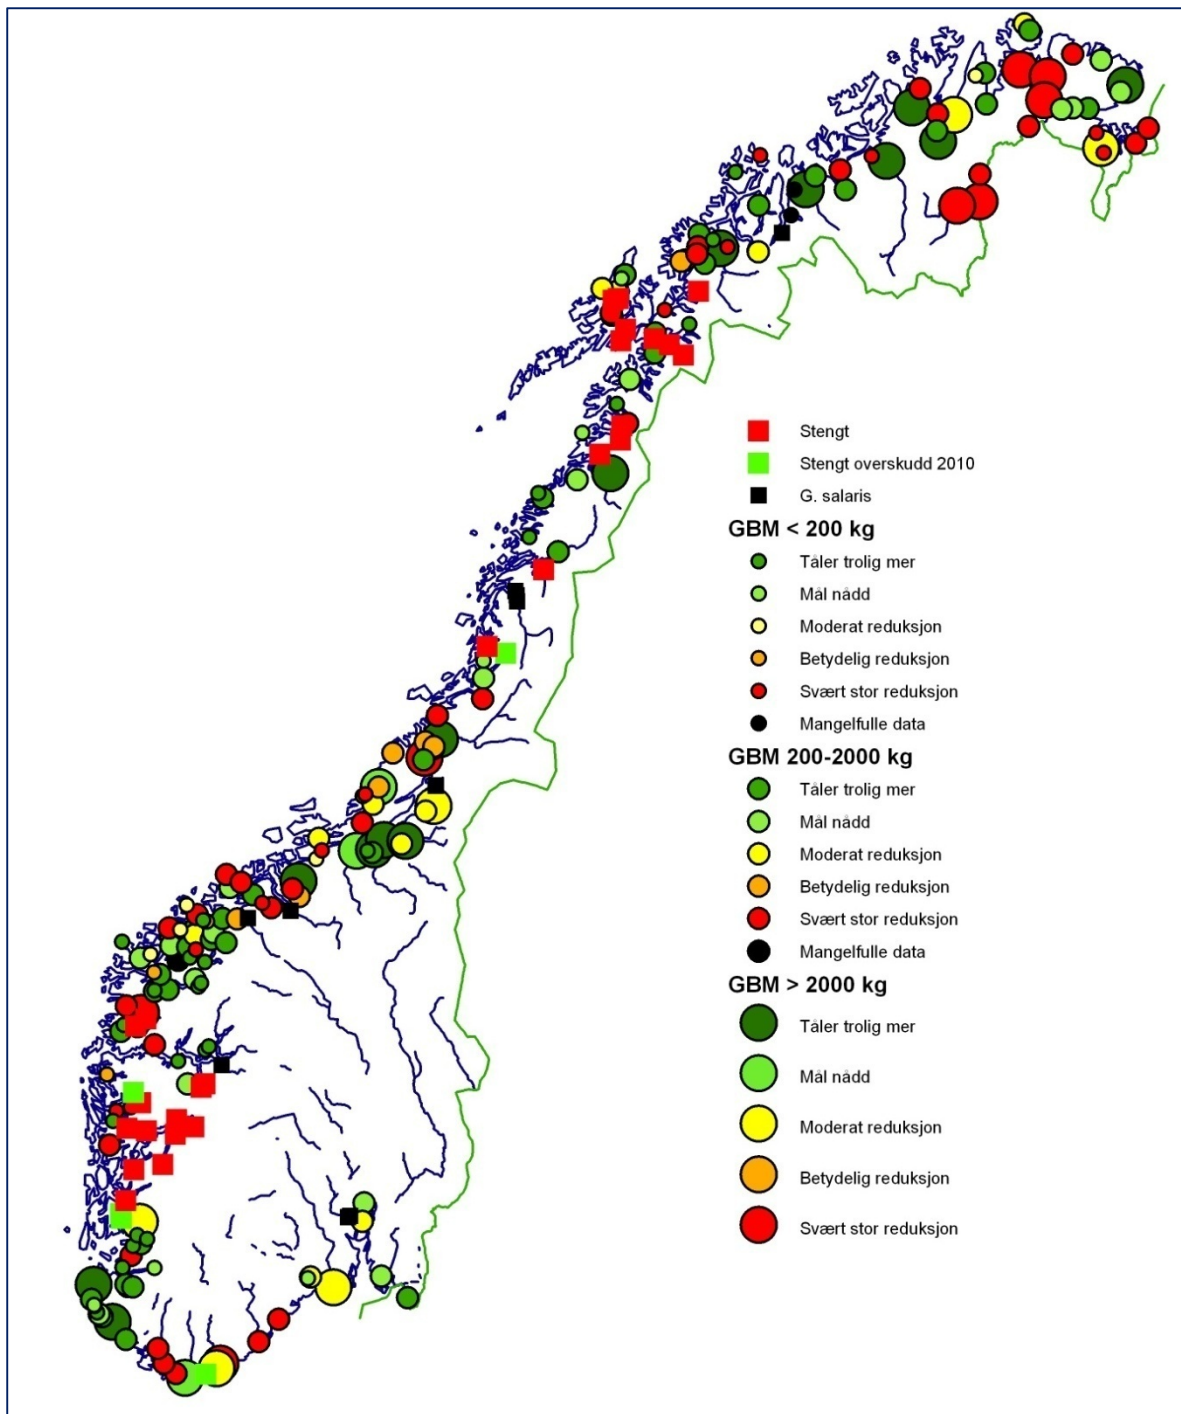 Stengt
Stengt overskudd 2010
G. salaris
GBM < 200 kg
Tåler trolig mer
Mål nådd
Moderat reduksjon
Betydelig reduksjon
Svært stor reduksjon
Mangelfulle data
GBM 200-2000 kg
Tåler trolig mer
Mål nådd
Moderat reduksjon
Betydelig reduksjon
Svært stor reduksjon
Mangelfulle data
GBM > 2000 kg
Tåler trolig mer
Mål nådd
Moderat reduksjon
Betydelig reduksjon
Svært stor reduksjon